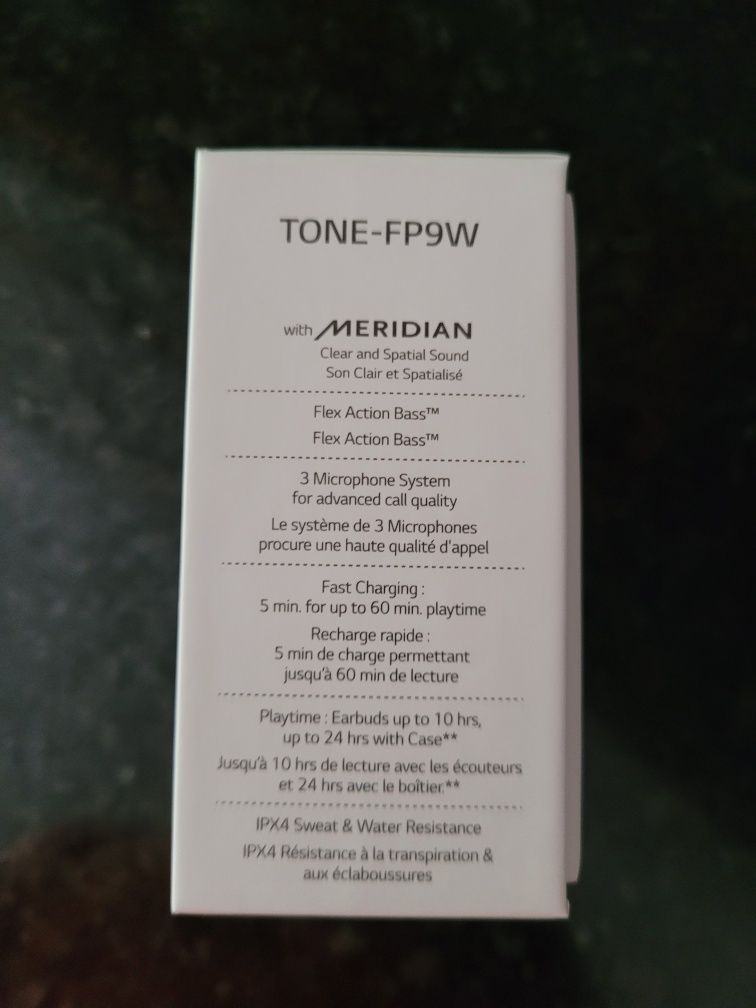 TONE-FP9W
with MERIDIAN
Clear and Spatial Sound
Son Clair et Spatialisé
Flex Action Bass™
Flex Action Bass™
3 Microphone System
for advanced call quality
Le système de 3 Microphones
procure une haute qualité d'appel
Fast Charging :
5 min. for up to 60 min. playtime
Recharge rapide :
5 min de charge permettant
jusqu'à 60 min de lecture
Playtime : Earbuds up to 10 hrs,
up to 24 hrs with Case**
Jusqu'à 10 hrs de lecture avec les écouteurs
et 24 hrs avec le boîtier.**
IPX4 Sweat & Water Resistance
IPX4 Résistance à la transpiration &
aux éclaboussures